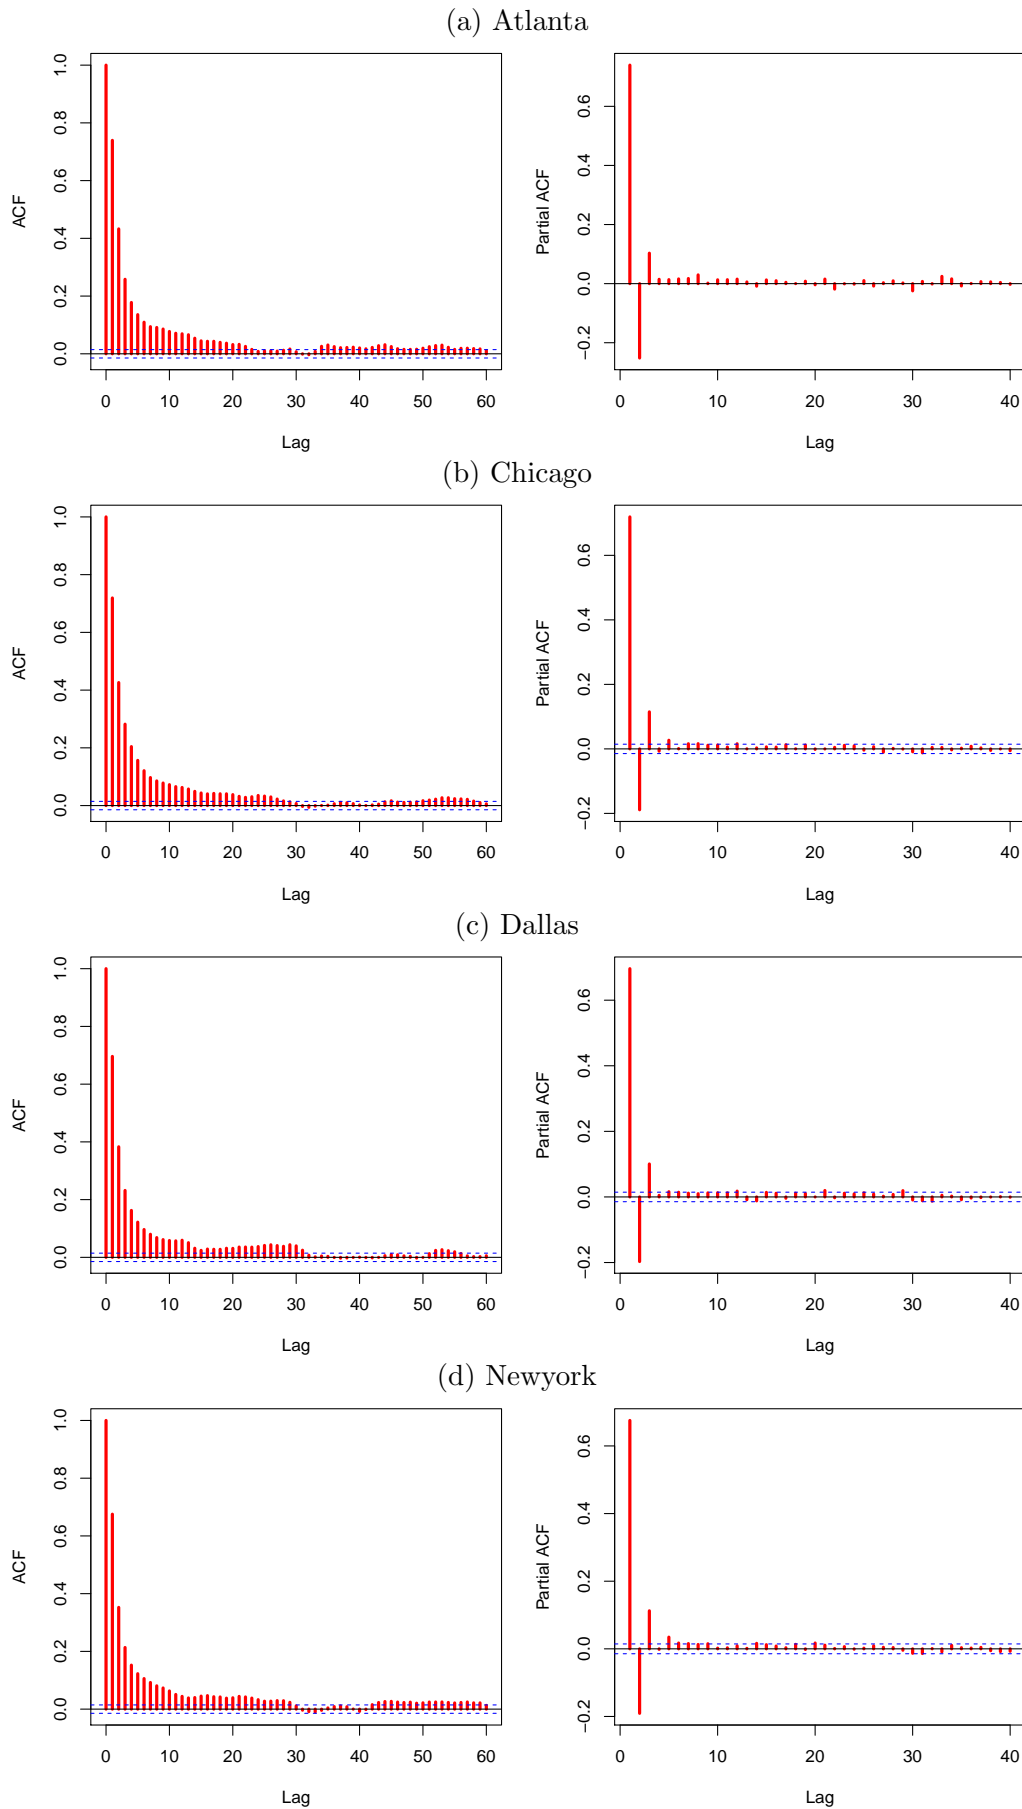 (a) Atlanta
ACF
0.0 0.2 0.4 0.6 0.8 1.0
0 10 20 30 40 50 60
Lag
Partial ACF
−0.2 0.0 0.2 0.4 0.6
0 10 20 30 40
Lag
(b) Chicago
ACF
0.0 0.2 0.4 0.6 0.8 1.0
0 10 20 30 40 50 60
Lag
Partial ACF
−0.2 0.0 0.2 0.4 0.6
0 10 20 30 40
Lag
(c) Dallas
ACF
0.0 0.2 0.4 0.6 0.8 1.0
0 10 20 30 40 50 60
Lag
Partial ACF
−0.2 0.0 0.2 0.4 0.6
0 10 20 30 40
Lag
(d) Newyork
ACF
0.0 0.2 0.4 0.6 0.8 1.0
0 10 20 30 40 50 60
Lag
Partial ACF
−0.2 0.0 0.2 0.4 0.6
0 10 20 30 40
Lag